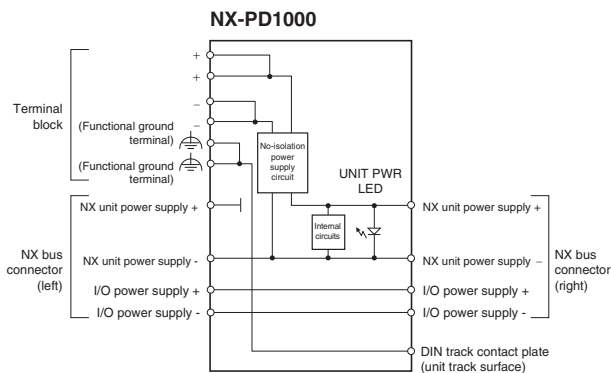 NX-PD1000
+
+
−
−
Terminal
block
(Functional ground
terminal)
(Functional ground
terminal)
No-isolation
power
supply
circuit
UNIT PWR
LED
Internal
circuits
NX bus
connector
(left)
NX unit power supply +
NX unit power supply -
I/O power supply +
I/O power supply -
NX unit power supply +
NX unit power supply −
I/O power supply +
I/O power supply -
NX bus
connector
(right)
DIN track contact plate
(unit track surface)